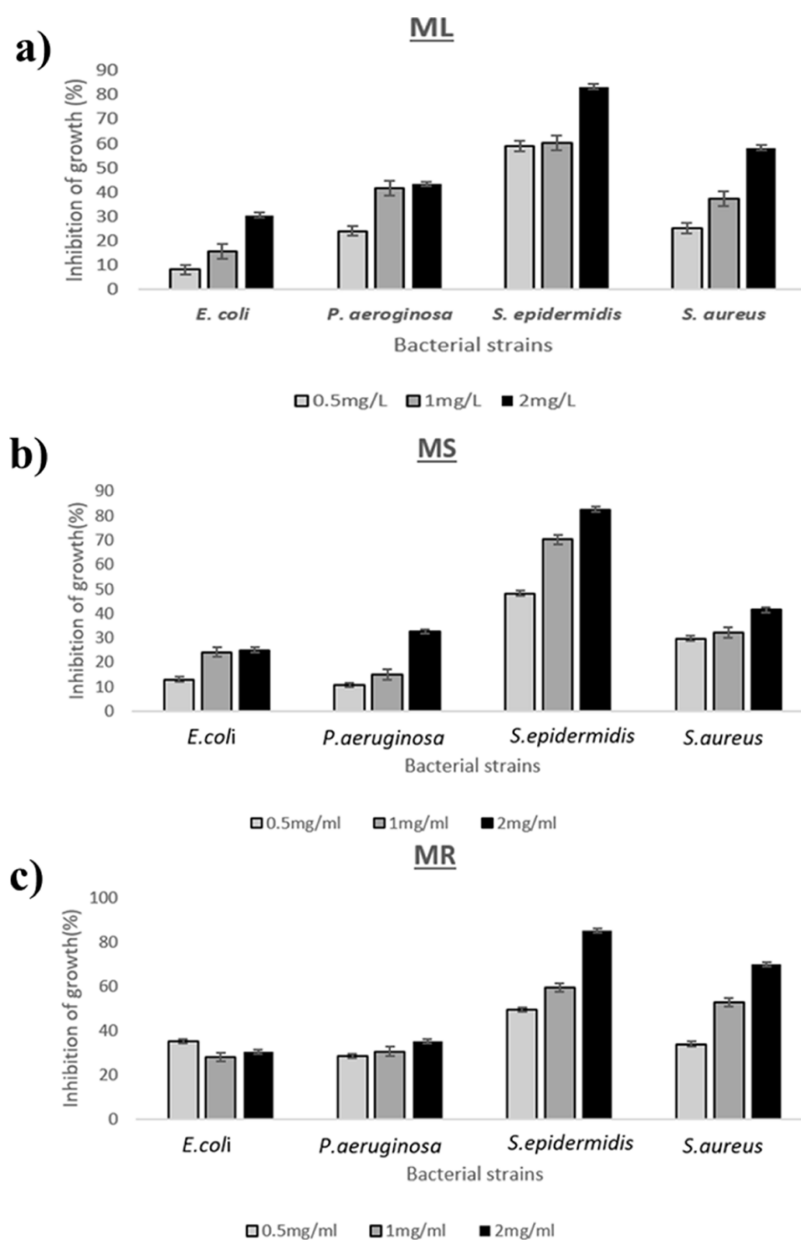 a)
ML
Inhibition of growth (%)
90
80
70
60
50
40
30
20
10
0
E. coli P. aeroginosa S. epidermidis S. aureus
Bacterial strains
0.5mg/L 1mg/L 2mg/L
b)
MS
Inhibition of growth(%)
90
80
70
60
50
40
30
20
10
0
E.coli P.aeruginosa S.epidermidis S.aureus
Bacterial strains
0.5mg/ml 1mg/ml 2mg/ml
c)
MR
Inhibition of growth(%)
100
80
60
40
20
0
E.coli P.aeruginosa S.epidermidis S.aureus
Bacterial strains
0.5mg/ml 1mg/ml 2mg/ml